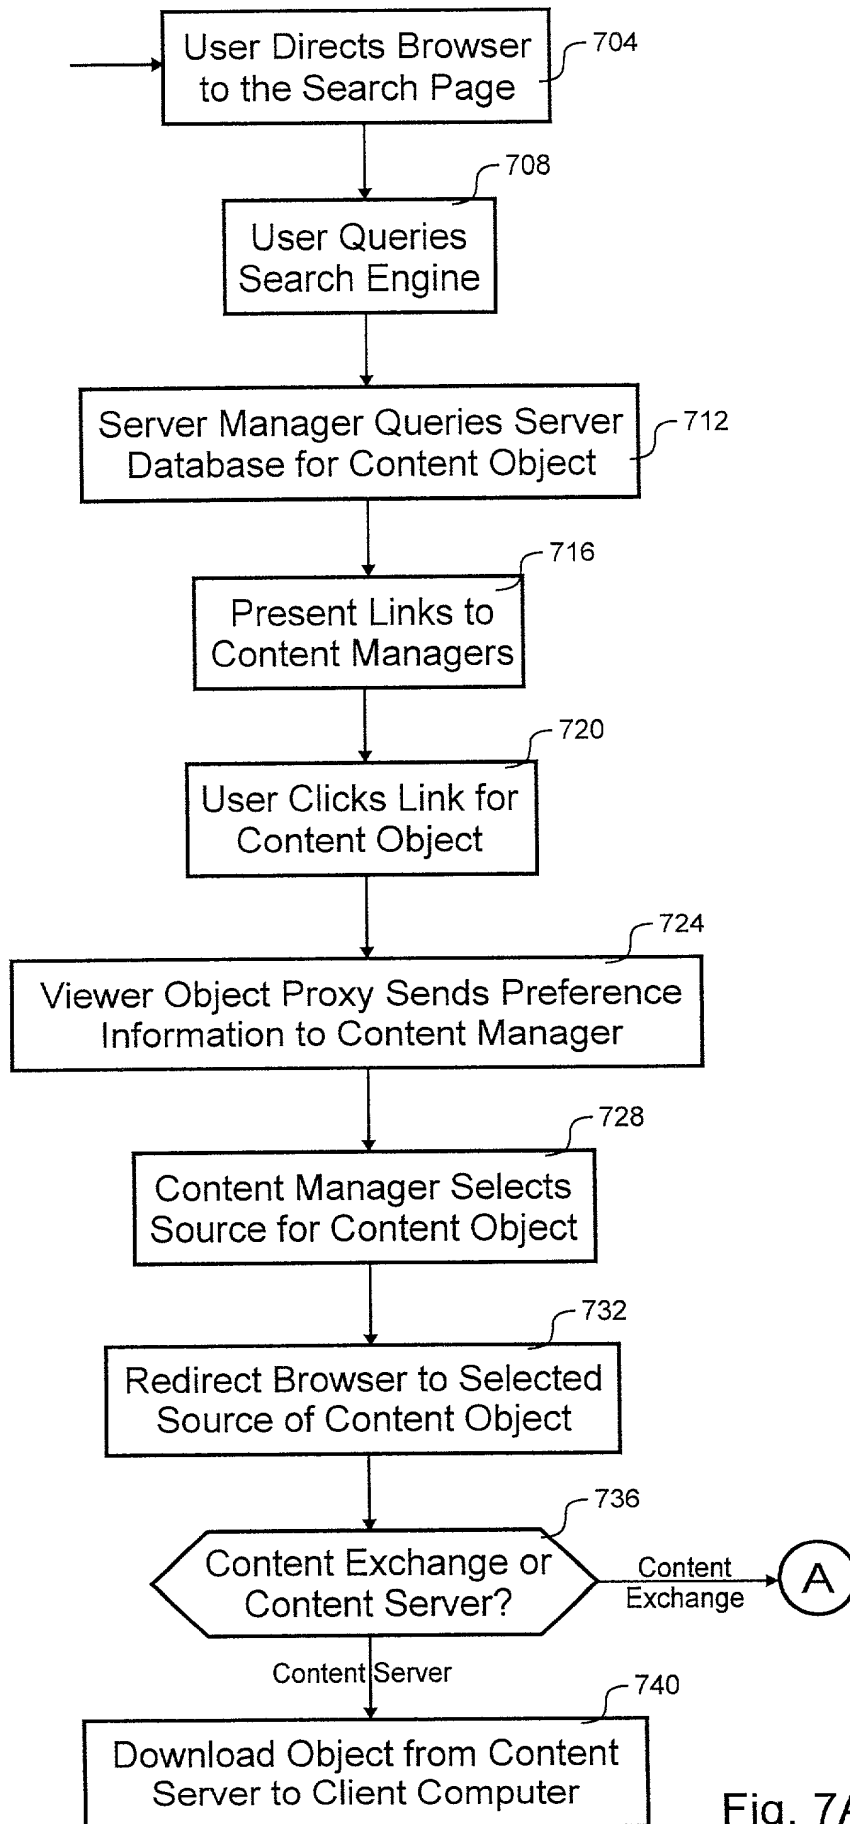 User Directs Browser
to the Search Page
704
708
User Queries
Search Engine
Server Manager Queries Server
Database for Content Object
712
716
Present Links to
Content Managers
720
User Clicks Link for
Content Object
724
Viewer Object Proxy Sends Preference
Information to Content Manager
728
Content Manager Selects
Source for Content Object
732
Redirect Browser to Selected
Source of Content Object
736
Content Exchange or
Content Server?
Content
Exchange
A
Content Server
740
Download Object from Content
Server to Client Computer
Fig. 7A